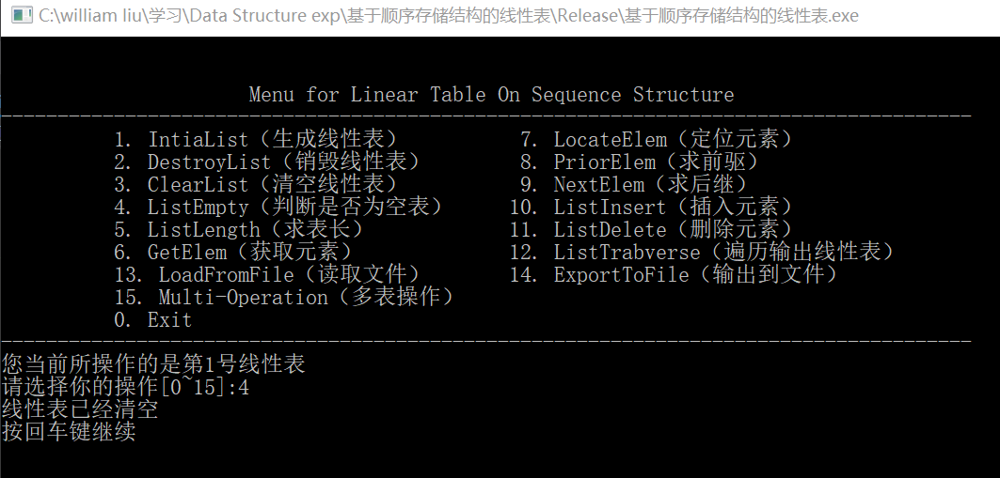 C:\william liu\学习\Data Structure exp\基于顺序存储结构的线性表\Release\基于顺序存储结构的线性表.exe
Menu for Linear Table On Sequence Structure
-------------------------------------------------------------------------------------
1. IntiaList（生成线性表） 7. LocateElem（定位元素）
2. DestroyList（销毁线性表） 8. PriorElem（求前驱）
3. ClearList（清空线性表） 9. NextElem（求后继）
4. ListEmpty（判断是否为空表） 10. ListInsert（插入元素）
5. ListLength（求表长） 11. ListDelete（删除元素）
6. GetElem（获取元素） 12. ListTrabverse（遍历输出线性表）
13. LoadFromFile（读取文件） 14. ExportToFile（输出到文件）
15. Multi-Operation（多表操作）
0. Exit
-------------------------------------------------------------------------------------
您当前所操作的是第1号线性表
请选择你的操作[0~15]:4
线性表已经清空
按回车键继续